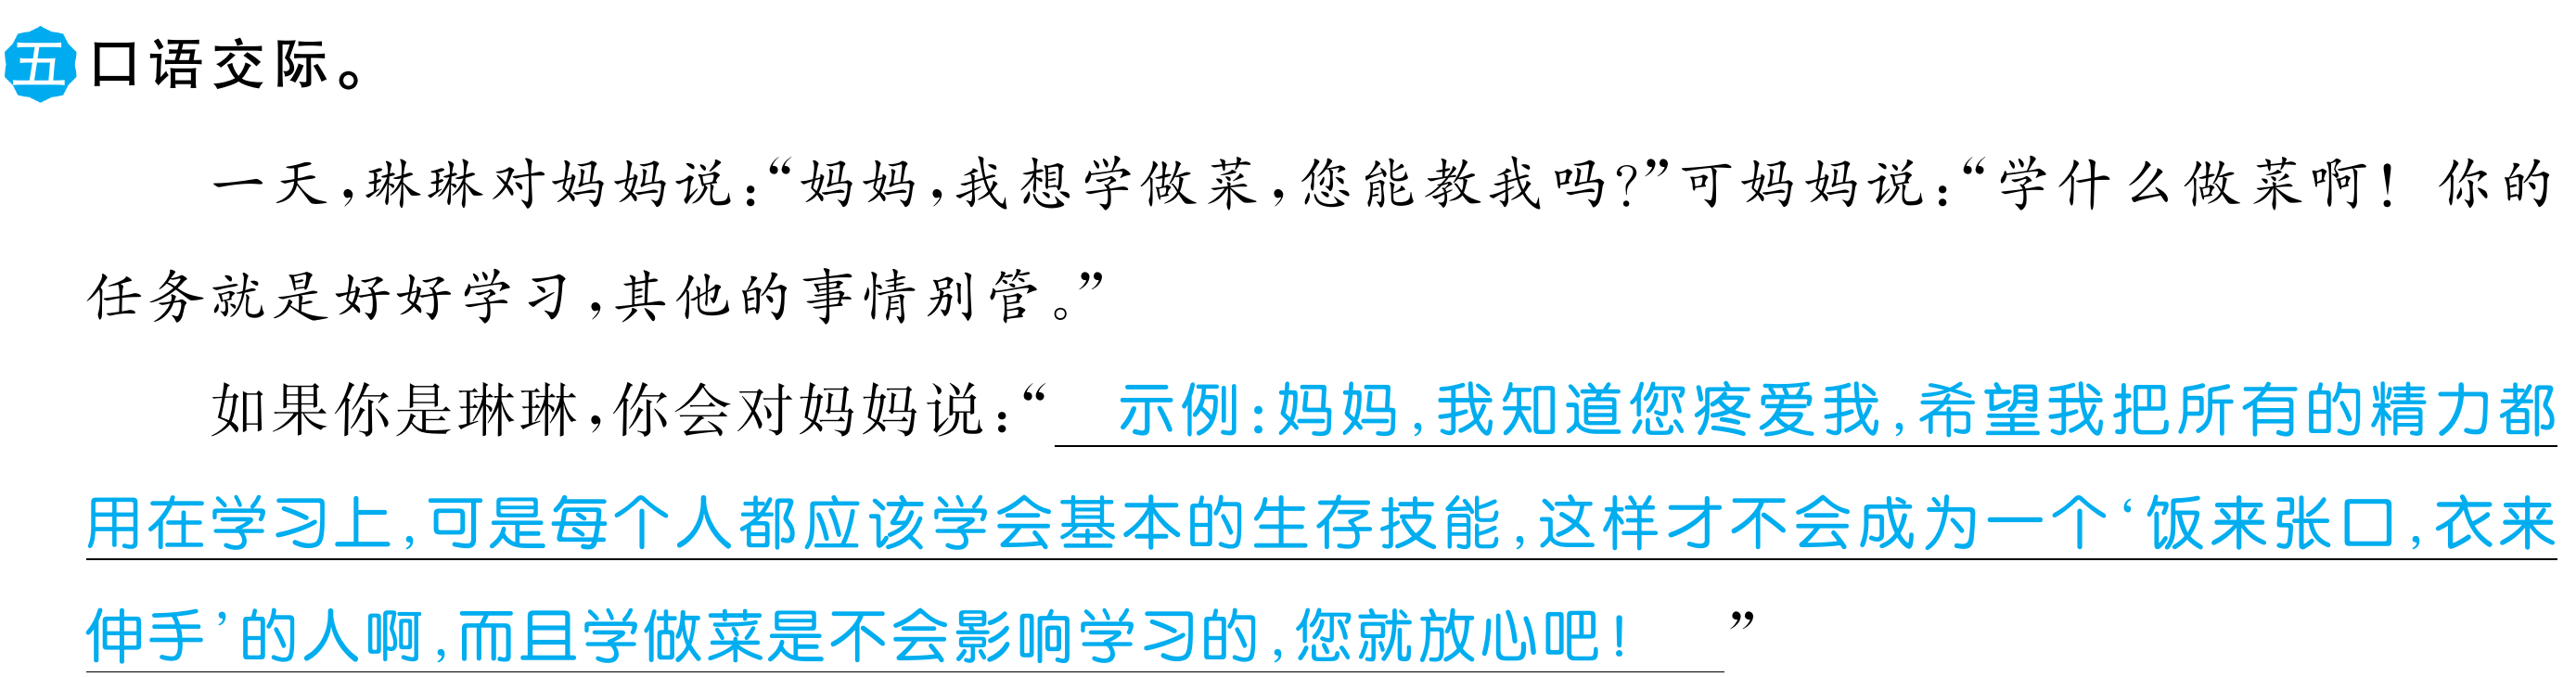 五 口语交际。
一天,琳琳对妈妈说:“妈妈,我想学做菜,您能教我吗?”可妈妈说:“学什么做菜啊! 你的
任务就是好好学习,其他的事情别管。”
如果你是琳琳,你会对妈妈说:“ 示例:妈妈,我知道您疼爱我,希望我把所有的精力都
用在学习上,可是每个人都应该学会基本的生存技能,这样才不会成为一个‘饭来张口,衣来
伸手’的人啊,而且学做菜是不会影响学习的,您就放心吧! ”